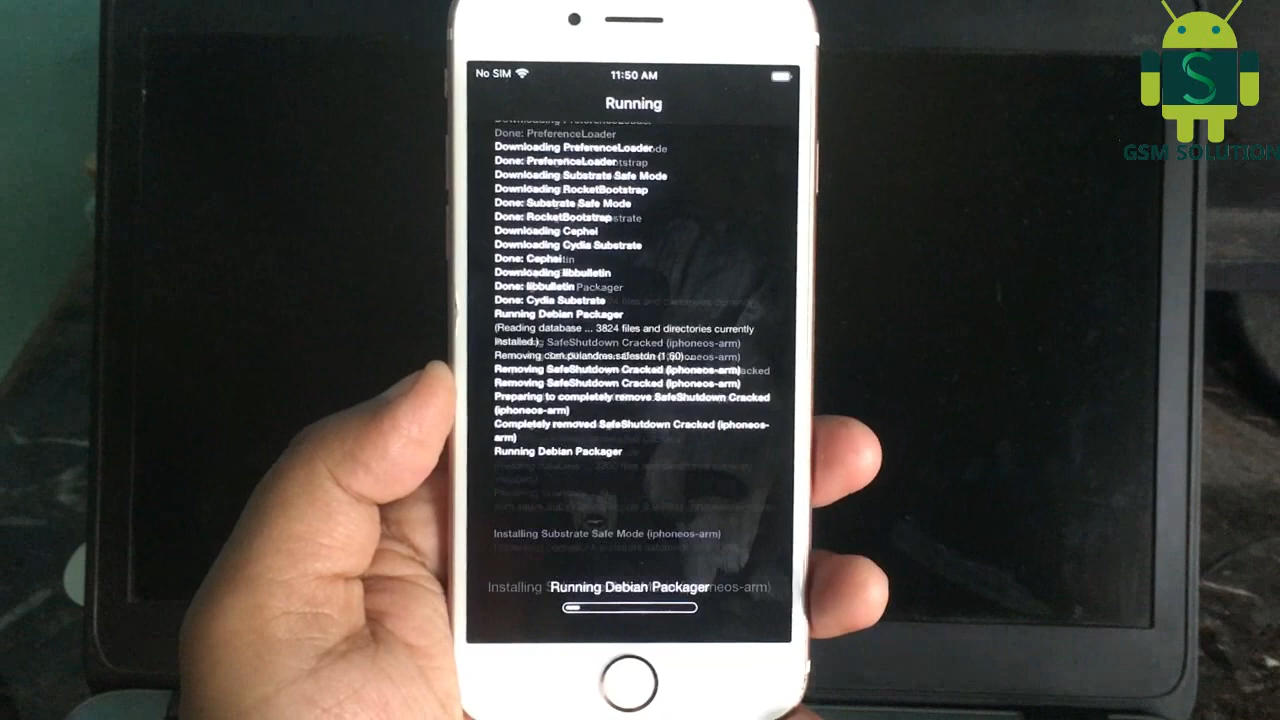 No SIM
11:50 AM
Running
Done: PreferenceLoader
Downloading PreferenceLoader
Done: PreferenceLoader
Downloading Substrate Safe Mode
Downloading RocketBootstrap
Done: Substrate Safe Mode
Done: RocketBootstrap
Downloading Cephei
Downloading Cydia Substrate
Done: Cephei
Downloading libbulletin
Done: libbulletin
Done: Cydia Substrate
Running Debian Packager
(Reading database ... 3824 files and directories currently
installed.)
Removing SafeShutdown Cracked (iphoneos-arm)
Removing SafeShutdown Cracked (iphoneos-arm)
Preparing to completely remove SafeShutdown Cracked
(iphoneos-arm)
Completely removed SafeShutdown Cracked (iphoneos-
arm)
Running Debian Packager
Installing Substrate Safe Mode (iphoneos-arm)
Running Debian Packager
S
GSM SOLUTION